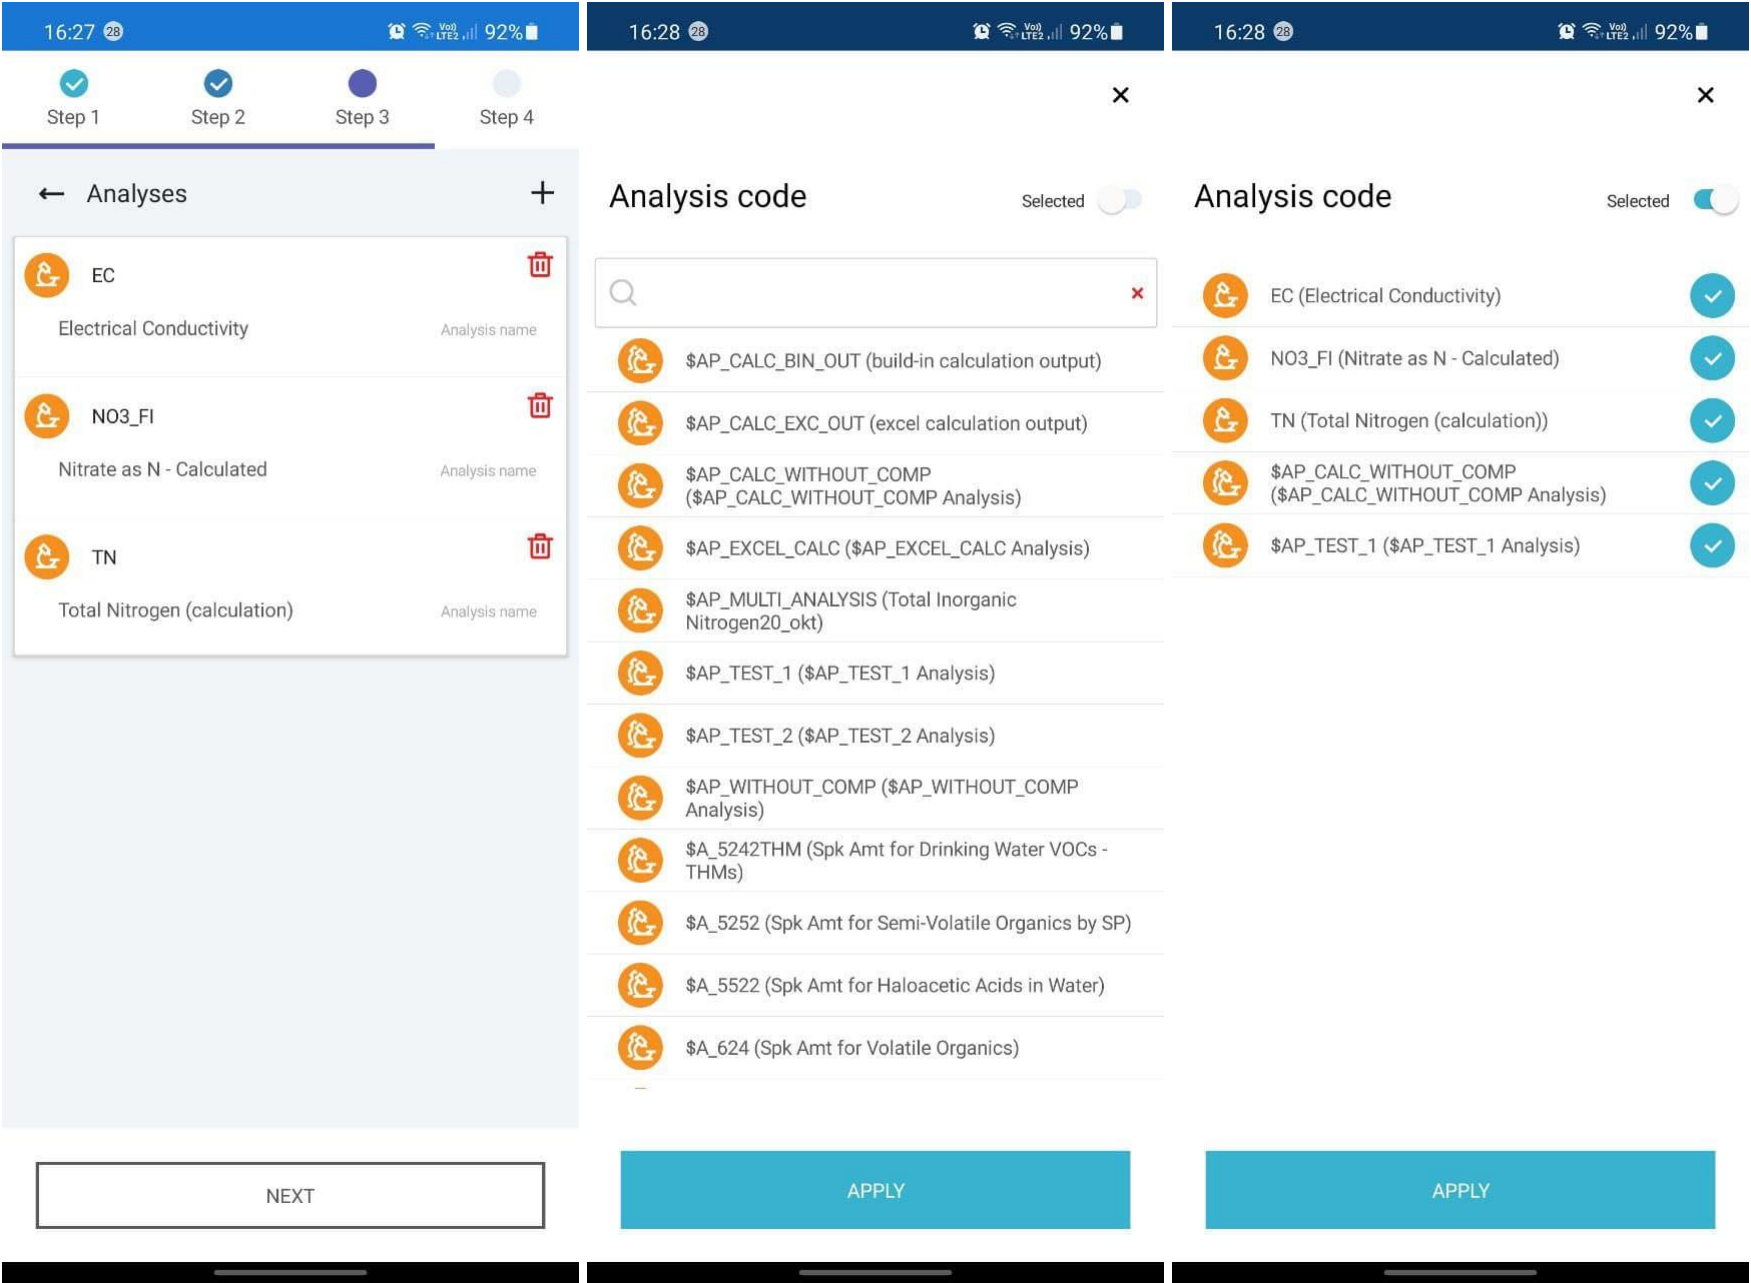 16:27 28 Vo) LTE2 92%
Step 1 Step 2 Step 3 Step 4
Analyses
EC
Electrical Conductivity Analysis name
NO3_FI
Nitrate as N - Calculated Analysis name
TN
Total Nitrogen (calculation) Analysis name
NEXT
16:28 28 Vo) LTE2 92%
Analysis code Selected
$AP_CALC_BIN_OUT (build-in calculation output)
$AP_CALC_EXC_OUT (excel calculation output)
$AP_CALC_WITHOUT_COMP
($AP_CALC_WITHOUT_COMP Analysis)
$AP_EXCEL_CALC ($AP_EXCEL_CALC Analysis)
$AP_MULTI_ANALYSIS (Total Inorganic
Nitrogen20_okt)
$AP_TEST_1 ($AP_TEST_1 Analysis)
$AP_TEST_2 ($AP_TEST_2 Analysis)
$AP_WITHOUT_COMP ($AP_WITHOUT_COMP
Analysis)
$A_5242THM (Spk Amt for Drinking Water VOCs -
THMs)
$A_5252 (Spk Amt for Semi-Volatile Organics by SP)
$A_5522 (Spk Amt for Haloacetic Acids in Water)
$A_624 (Spk Amt for Volatile Organics)
APPLY
16:28 28 Vo) LTE2 92%
Analysis code Selected
EC (Electrical Conductivity)
NO3_FI (Nitrate as N - Calculated)
TN (Total Nitrogen (calculation))
$AP_CALC_WITHOUT_COMP
($AP_CALC_WITHOUT_COMP Analysis)
$AP_TEST_1 ($AP_TEST_1 Analysis)
APPLY